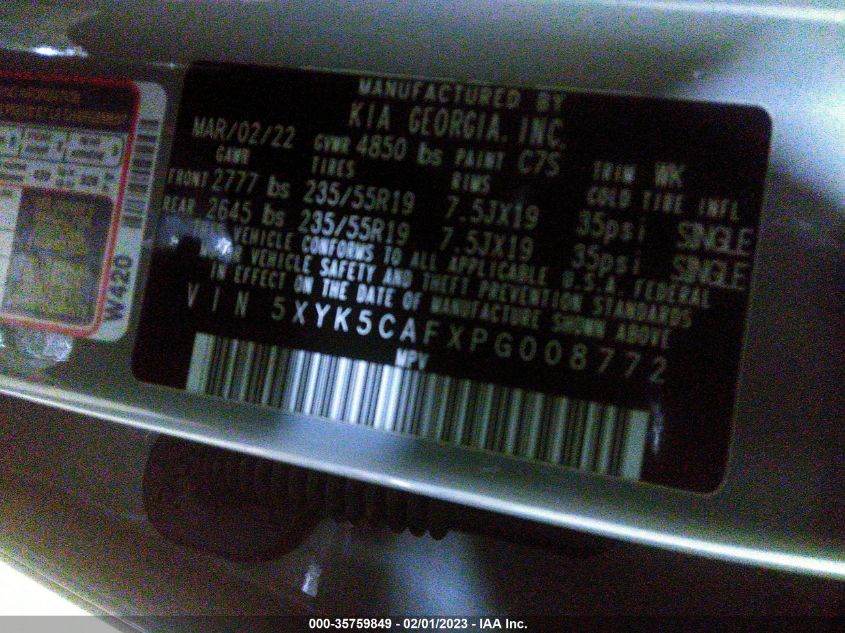 MANUFACTURED BY
KIA GEORGIA, INC.
MAR/02/22 GVWR 4850 lbs PAINT C7S TRIM WK
GAWR TIRES RIMS COLD TIRE INFL
FRONT 2777 lbs 235/55R19 7.5JX19 35psi SINGLE
REAR 2645 lbs 235/55R19 7.5JX19 35psi SINGLE
VEHICLE CONFORMS TO ALL APPLICABLE U.S.A. FEDERAL
VEHICLE SAFETY AND THEFT PREVENTION STANDARDS
IN EFFECT ON THE DATE OF MANUFACTURE SHOWN ABOVE
VIN 5XYK5CAFXPG008772
MPV
W420
000-35759849 - 02/01/2023 - IAA Inc.